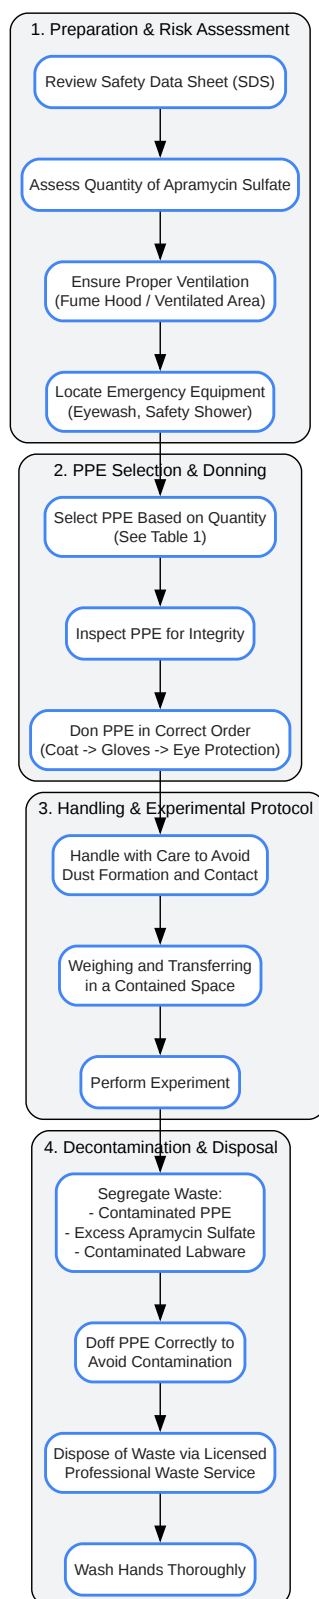 1. Preparation & Risk Assessment
Review Safety Data Sheet (SDS)
Assess Quantity of Apramycin Sulfate
Ensure Proper Ventilation
(Fume Hood / Ventilated Area)
Locate Emergency Equipment
(Eyewash, Safety Shower)
2. PPE Selection & Donning
Select PPE Based on Quantity
(See Table 1)
Inspect PPE for Integrity
Don PPE in Correct Order
(Coat -> Gloves -> Eye Protection)
3. Handling & Experimental Protocol
Handle with Care to Avoid
Dust Formation and Contact
Weighing and Transferring
in a Contained Space
Perform Experiment
4. Decontamination & Disposal
Segregate Waste:
- Contaminated PPE
- Excess Apramycin Sulfate
- Contaminated Labware
Doff PPE Correctly to
Avoid Contamination
Dispose of Waste via Licensed
Professional Waste Service
Wash Hands Thoroughly